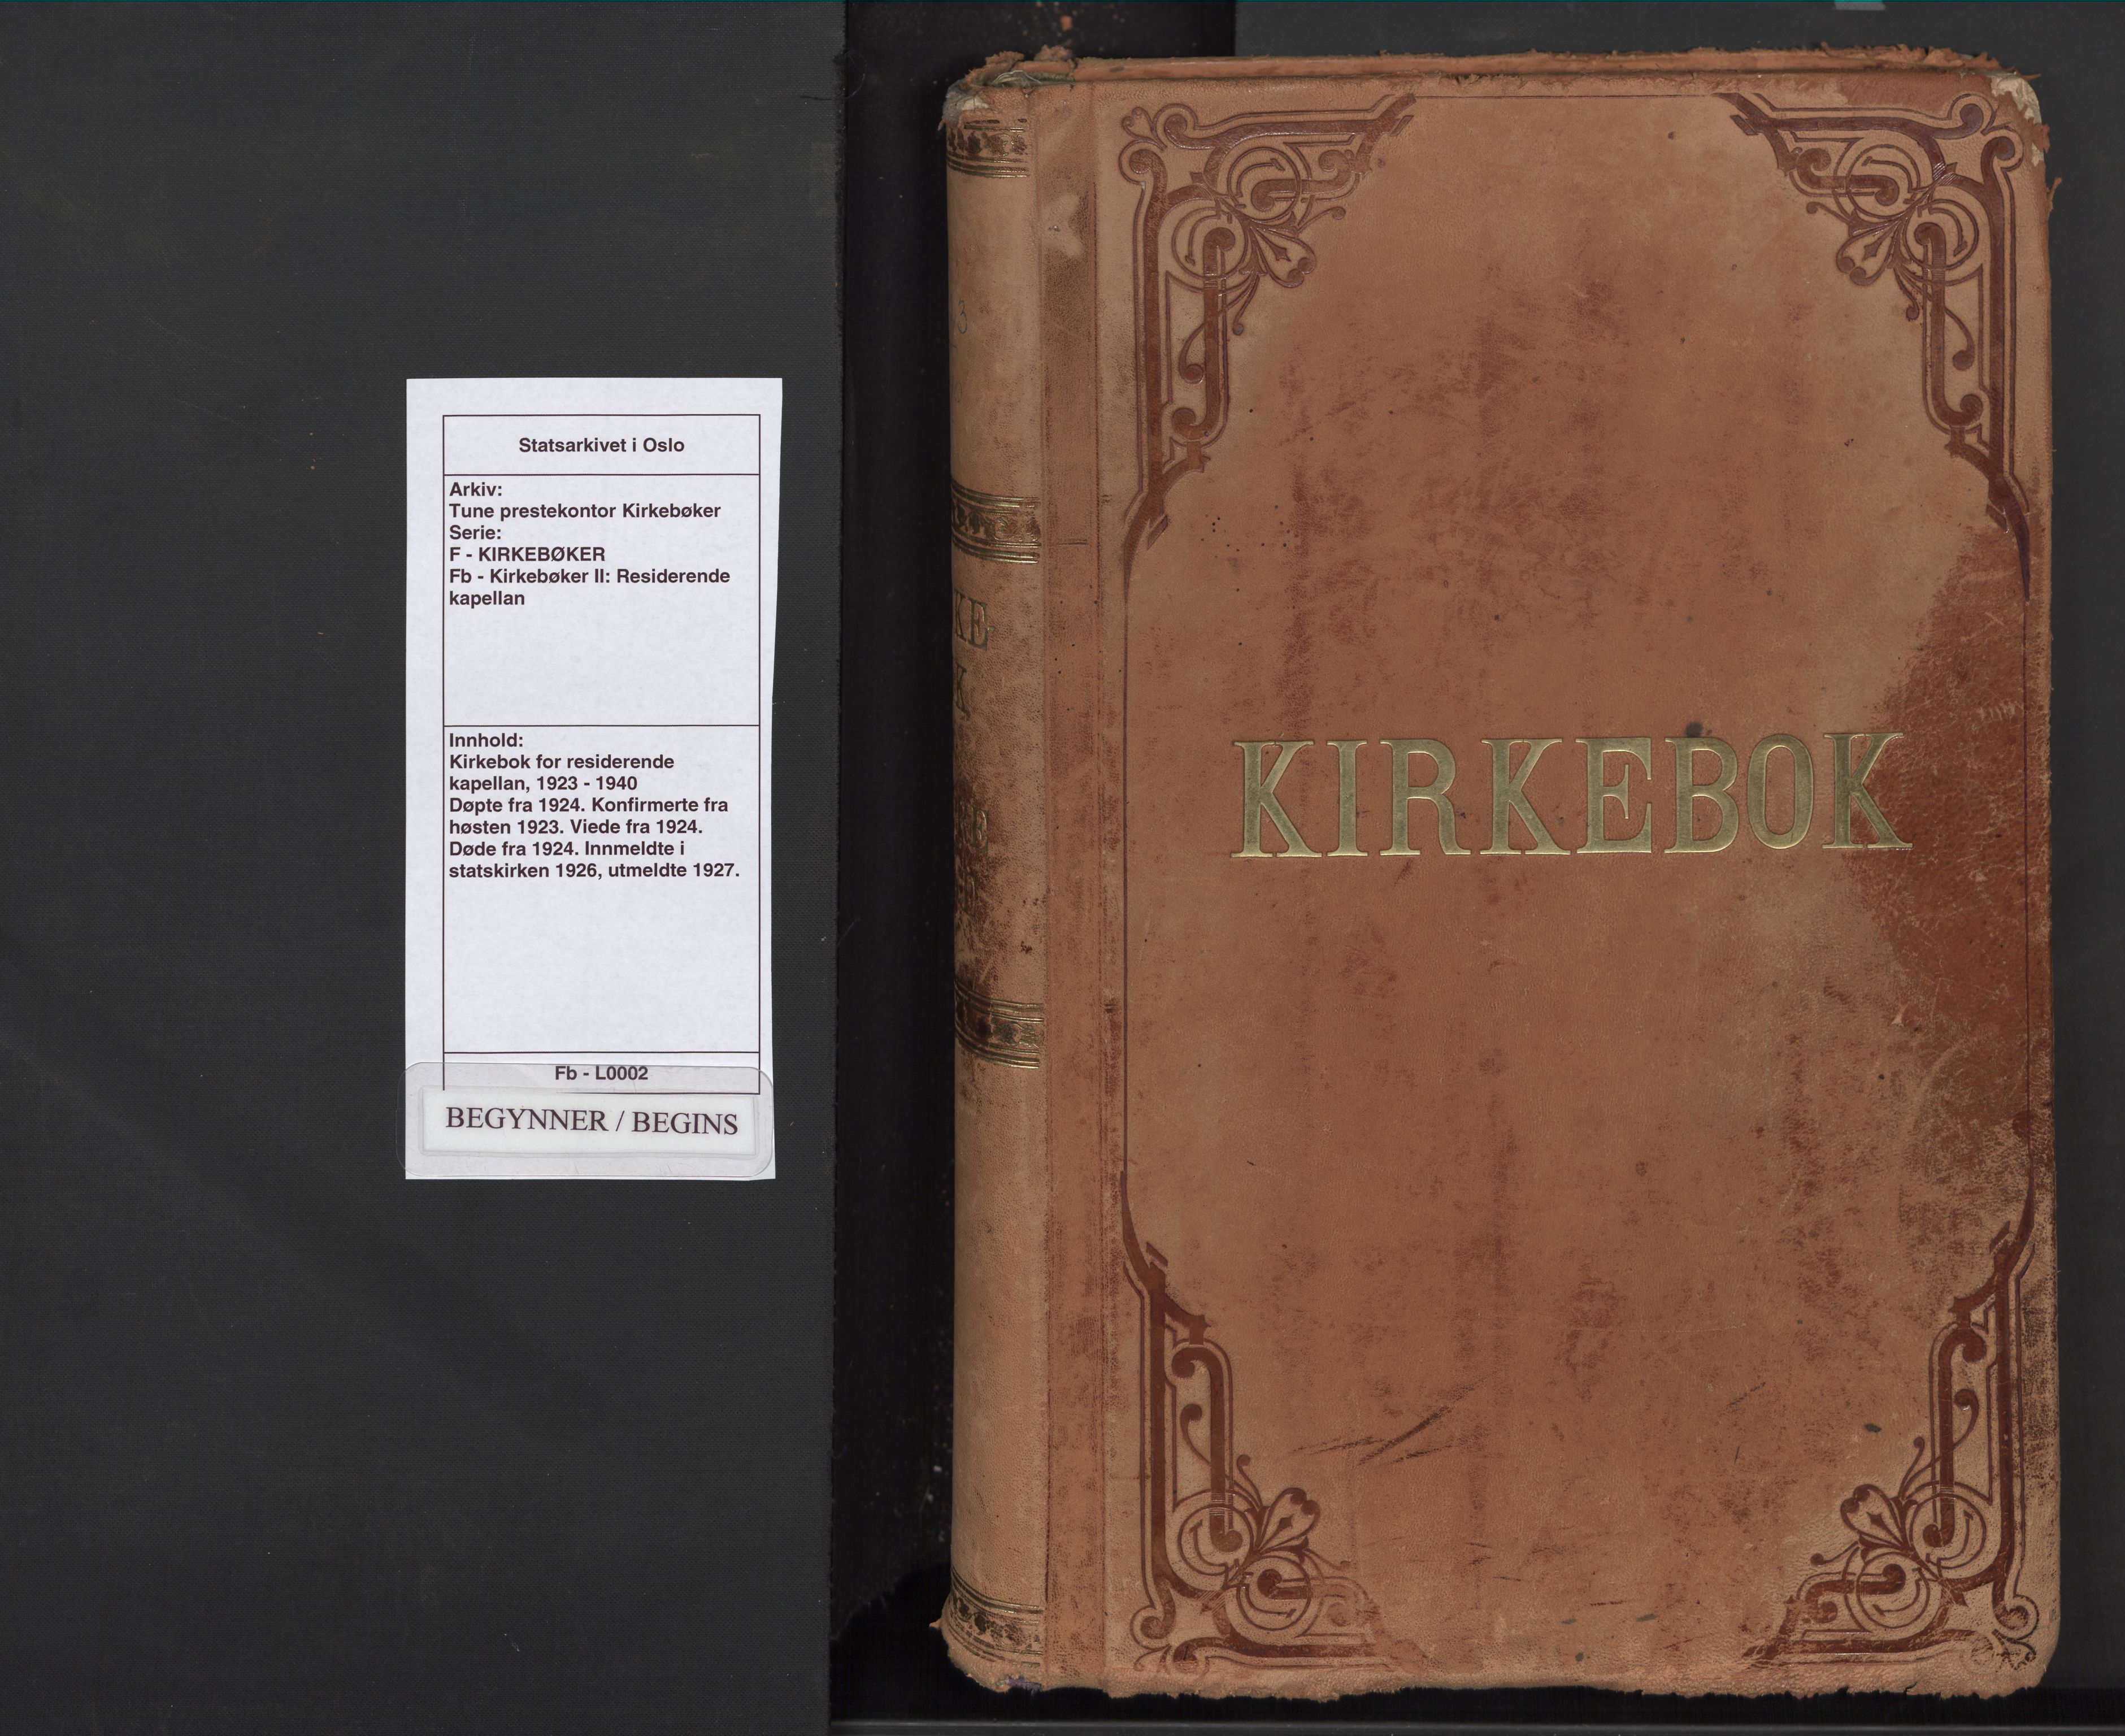 Statsarkivet i Oslo
Arkiv:
Tune prestekontor Kirkebøker
Serie:
F - KIRKEBØKER
Fb - Kirkebøker II: Residerende
kapellan
Innhold:
Kirkebok for residerende
kapellan, 1923 - 1940
Døpte fra 1924. Konfirmerte fra
høsten 1923. Viede fra 1924.
Døde fra 1924. Innmeldte i
statskirken 1926, utmeldte 1927.
Fb - L0002
BEGYNNER / BEGINS
KE
K
KIRKEBOK